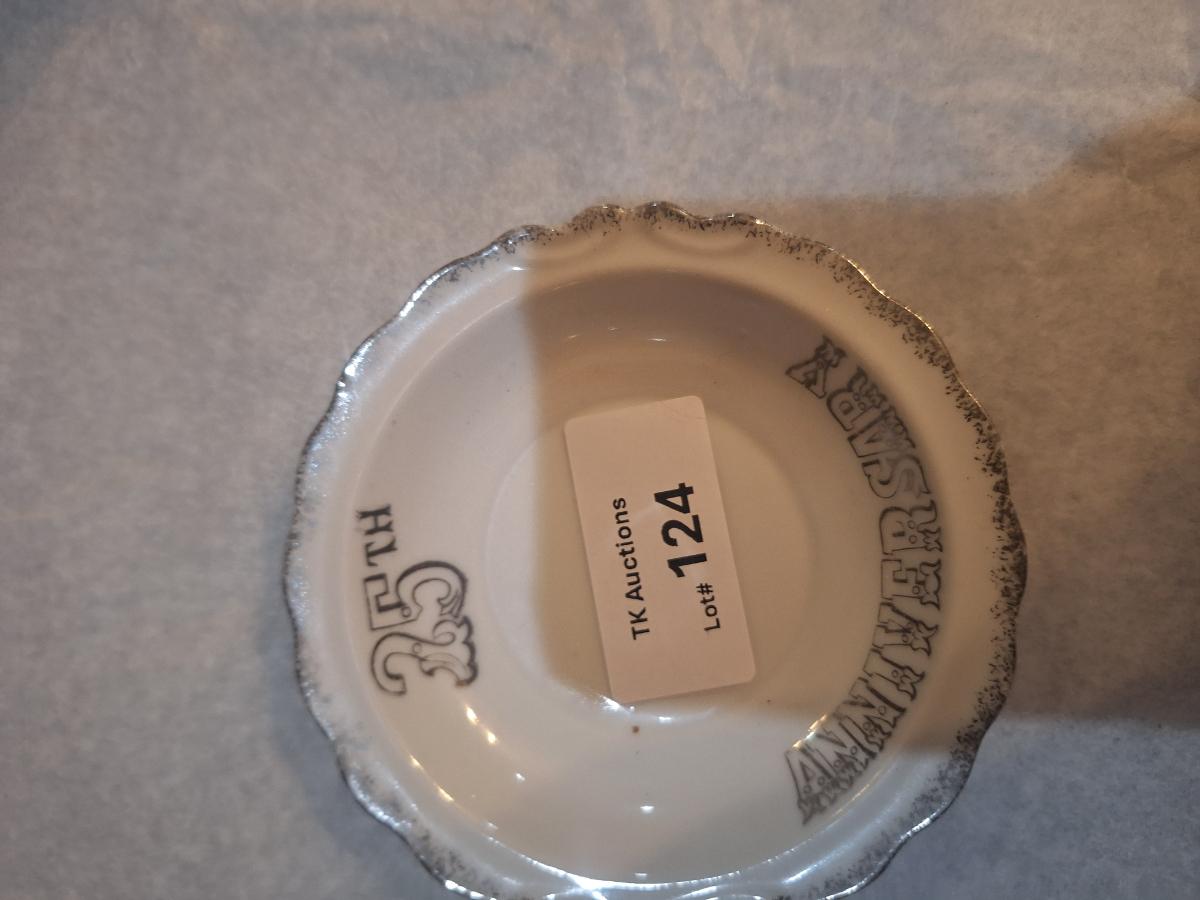 25TH
TK Auctions
Lot# 124
ANNIVERSARY